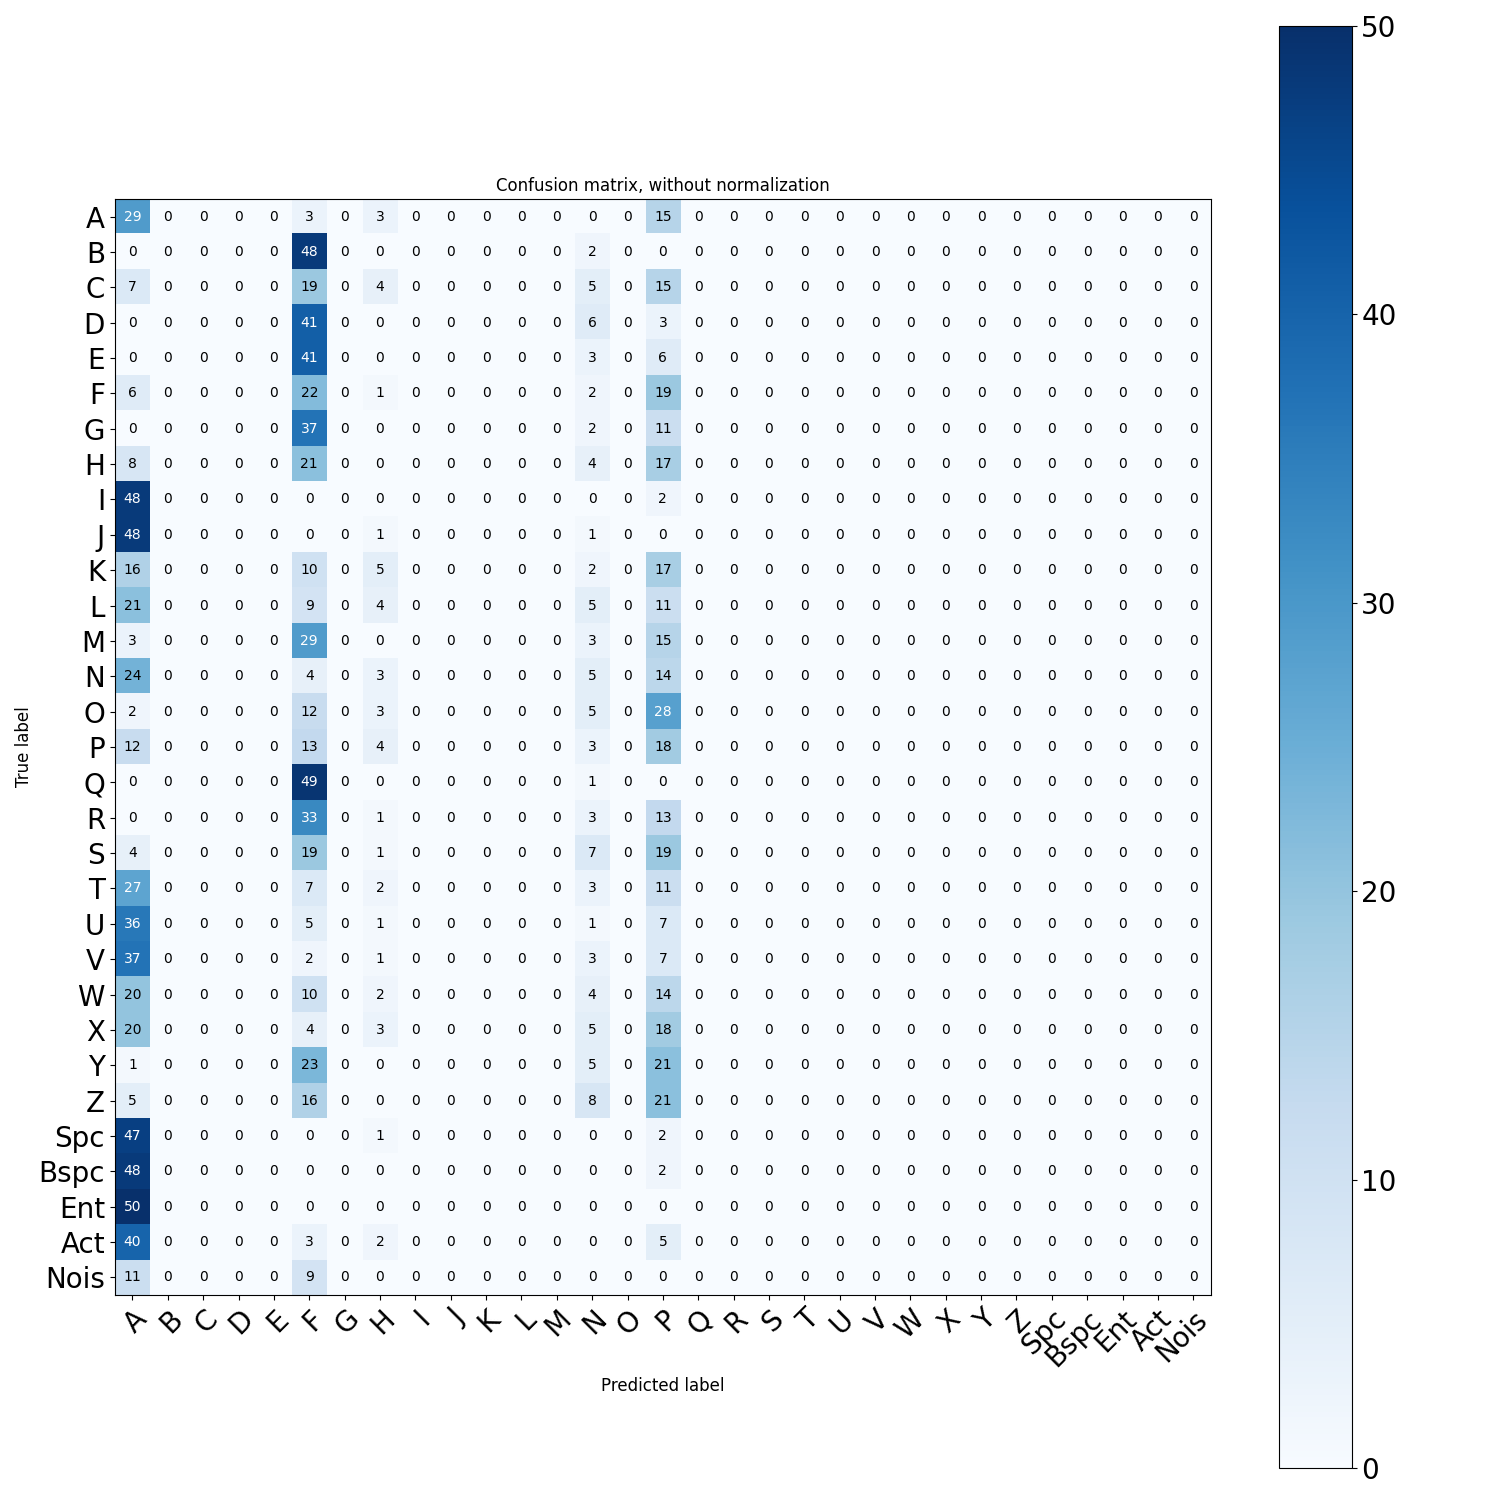 Confusion matrix, without normalization
True label
A 29 0 0 0 0 3 0 3 0 0 0 0 0 0 0 15 0 0 0 0 0 0 0 0 0 0 0 0 0 0 0
B 0 0 0 0 0 48 0 0 0 0 0 0 0 2 0 0 0 0 0 0 0 0 0 0 0 0 0 0 0 0 0
C 7 0 0 0 0 19 0 4 0 0 0 0 0 5 0 15 0 0 0 0 0 0 0 0 0 0 0 0 0 0 0
D 0 0 0 0 0 41 0 0 0 0 0 0 0 6 0 3 0 0 0 0 0 0 0 0 0 0 0 0 0 0 0
E 0 0 0 0 0 41 0 0 0 0 0 0 0 3 0 6 0 0 0 0 0 0 0 0 0 0 0 0 0 0 0
F 6 0 0 0 0 22 0 1 0 0 0 0 0 2 0 19 0 0 0 0 0 0 0 0 0 0 0 0 0 0 0
G 0 0 0 0 0 37 0 0 0 0 0 0 0 2 0 11 0 0 0 0 0 0 0 0 0 0 0 0 0 0 0
H 8 0 0 0 0 21 0 0 0 0 0 0 0 4 0 17 0 0 0 0 0 0 0 0 0 0 0 0 0 0 0
I 48 0 0 0 0 0 0 0 0 0 0 0 0 0 0 2 0 0 0 0 0 0 0 0 0 0 0 0 0 0 0
J 48 0 0 0 0 0 0 1 0 0 0 0 0 1 0 0 0 0 0 0 0 0 0 0 0 0 0 0 0 0 0
K 16 0 0 0 0 10 0 5 0 0 0 0 0 2 0 17 0 0 0 0 0 0 0 0 0 0 0 0 0 0 0
L 21 0 0 0 0 9 0 4 0 0 0 0 0 5 0 11 0 0 0 0 0 0 0 0 0 0 0 0 0 0 0
M 3 0 0 0 0 29 0 0 0 0 0 0 0 3 0 15 0 0 0 0 0 0 0 0 0 0 0 0 0 0 0
N 24 0 0 0 0 4 0 3 0 0 0 0 0 5 0 14 0 0 0 0 0 0 0 0 0 0 0 0 0 0 0
O 2 0 0 0 0 12 0 3 0 0 0 0 0 5 0 28 0 0 0 0 0 0 0 0 0 0 0 0 0 0 0
P 12 0 0 0 0 13 0 4 0 0 0 0 0 3 0 18 0 0 0 0 0 0 0 0 0 0 0 0 0 0 0
Q 0 0 0 0 0 49 0 0 0 0 0 0 0 1 0 0 0 0 0 0 0 0 0 0 0 0 0 0 0 0 0
R 0 0 0 0 0 33 0 1 0 0 0 0 0 3 0 13 0 0 0 0 0 0 0 0 0 0 0 0 0 0 0
S 4 0 0 0 0 19 0 1 0 0 0 0 0 7 0 19 0 0 0 0 0 0 0 0 0 0 0 0 0 0 0
T 27 0 0 0 0 7 0 2 0 0 0 0 0 3 0 11 0 0 0 0 0 0 0 0 0 0 0 0 0 0 0
U 36 0 0 0 0 5 0 1 0 0 0 0 0 1 0 7 0 0 0 0 0 0 0 0 0 0 0 0 0 0 0
V 37 0 0 0 0 2 0 1 0 0 0 0 0 3 0 7 0 0 0 0 0 0 0 0 0 0 0 0 0 0 0
W 20 0 0 0 0 10 0 2 0 0 0 0 0 4 0 14 0 0 0 0 0 0 0 0 0 0 0 0 0 0 0
X 20 0 0 0 0 4 0 3 0 0 0 0 0 5 0 18 0 0 0 0 0 0 0 0 0 0 0 0 0 0 0
Y 1 0 0 0 0 23 0 0 0 0 0 0 0 5 0 21 0 0 0 0 0 0 0 0 0 0 0 0 0 0 0
Z 5 0 0 0 0 16 0 0 0 0 0 0 0 8 0 21 0 0 0 0 0 0 0 0 0 0 0 0 0 0 0
Spc 47 0 0 0 0 0 0 1 0 0 0 0 0 0 0 2 0 0 0 0 0 0 0 0 0 0 0 0 0 0 0
Bspc 48 0 0 0 0 0 0 0 0 0 0 0 0 0 0 2 0 0 0 0 0 0 0 0 0 0 0 0 0 0 0
Ent 50 0 0 0 0 0 0 0 0 0 0 0 0 0 0 0 0 0 0 0 0 0 0 0 0 0 0 0 0 0 0
Act 40 0 0 0 0 3 0 2 0 0 0 0 0 0 0 5 0 0 0 0 0 0 0 0 0 0 0 0 0 0 0
Nois 11 0 0 0 0 9 0 0 0 0 0 0 0 0 0 0 0 0 0 0 0 0 0 0 0 0 0 0 0 0 0
A B C D E F G H I J K L M N O P Q R S T U V W X Y Z Spc Bspc Ent Act Nois
Predicted label
50
40
30
20
10
0